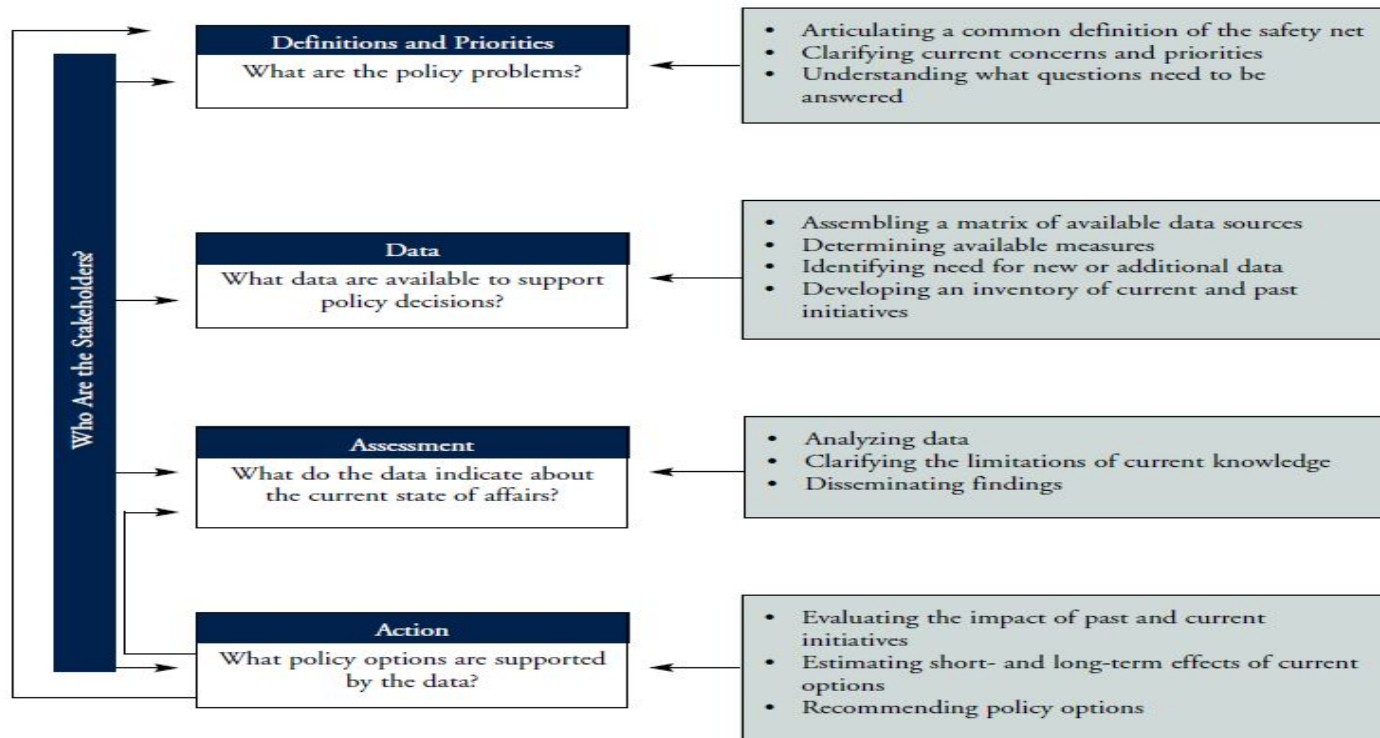 Who Are the Stakeholders?
Definitions and Priorities
What are the policy problems?
• Articulating a common definition of the safety net
• Clarifying current concerns and priorities
• Understanding what questions need to be
answered
Data
What data are available to support
policy decisions?
• Assembling a matrix of available data sources
• Determining available measures
• Identifying need for new or additional data
• Developing an inventory of current and past
initiatives
Assessment
What do the data indicate about
the current state of affairs?
• Analyzing data
• Clarifying the limitations of current knowledge
• Disseminating findings
Action
What policy options are supported
by the data?
• Evaluating the impact of past and current
initiatives
• Estimating short- and long-term effects of current
options
• Recommending policy options